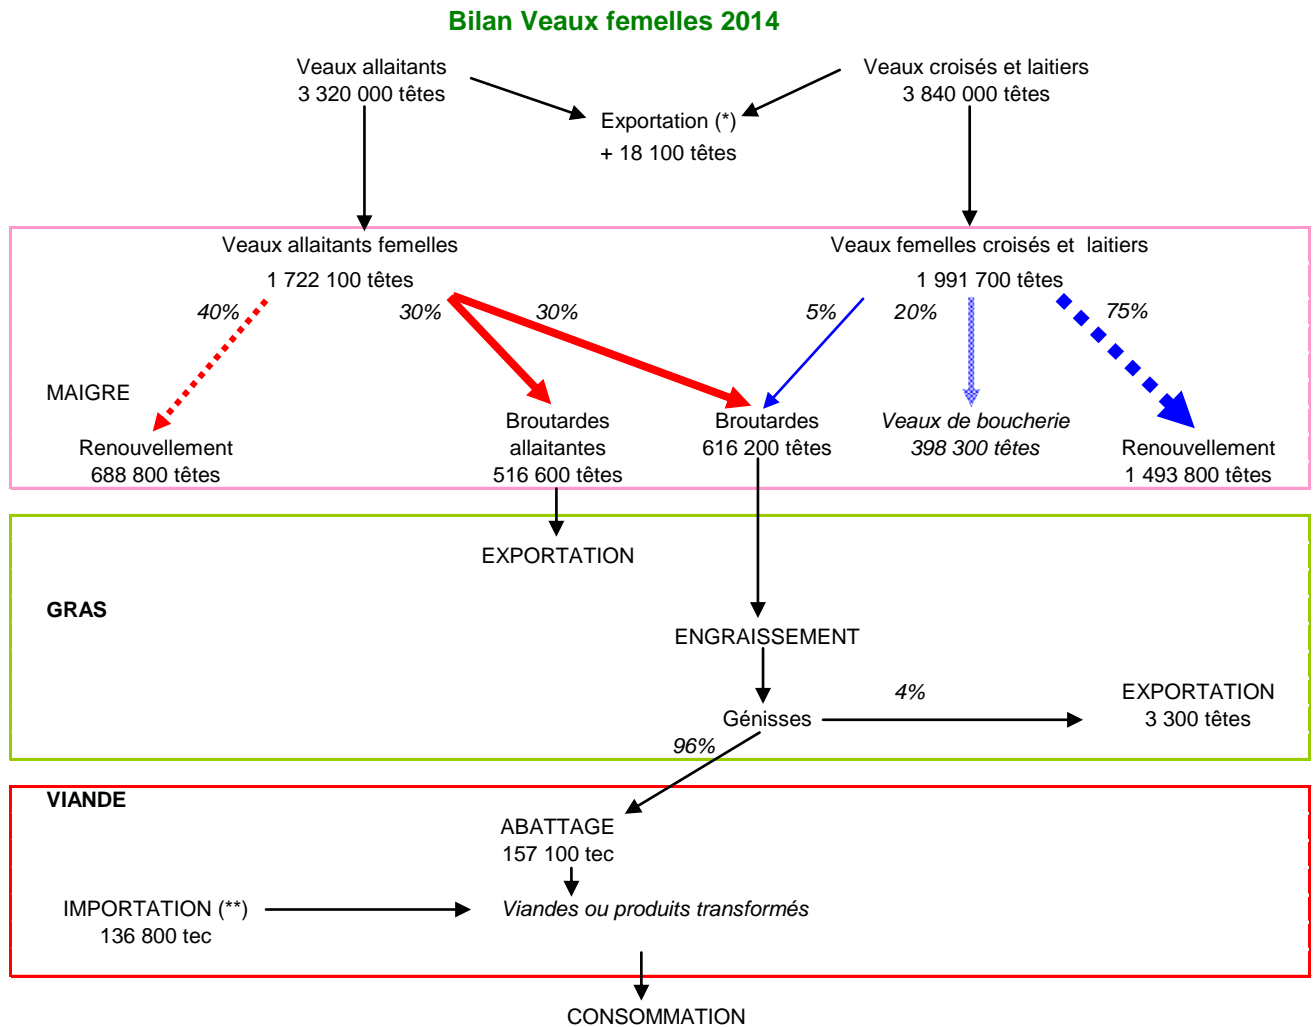 Bilan Veaux femelles 2014
Veaux allaitants
3 320 000 têtes
Veaux croisés et laitiers
3 840 000 têtes
Exportation (*)
+ 18 100 têtes
Veaux allaitants femelles
1 722 100 têtes
Veaux femelles croisés et laitiers
1 991 700 têtes
40%
30%
30%
5%
20%
75%
MAIGRE
Renouvellement
688 800 têtes
Broutardes
allaitantes
516 600 têtes
Broutardes
616 200 têtes
Veaux de boucherie
398 300 têtes
Renouvellement
1 493 800 têtes
EXPORTATION
GRAS
ENGRAISSEMENT
Génisses
4%
EXPORTATION
3 300 têtes
96%
VIANDE
ABATTAGE
157 100 tec
IMPORTATION (**)
136 800 tec
Viandes ou produits transformés
CONSOMMATION